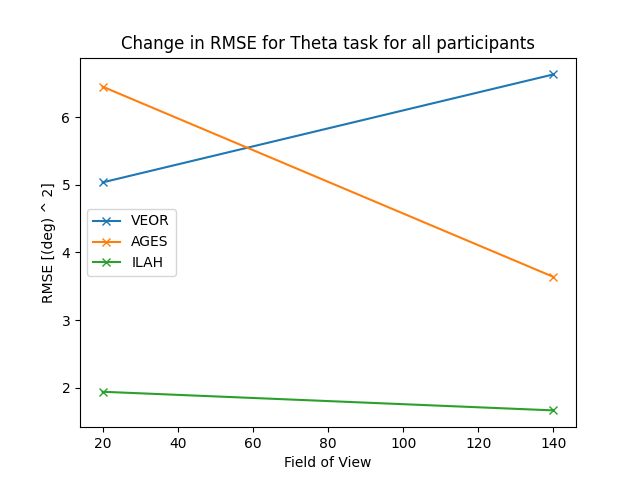 Change in RMSE for Theta task for all participants
RMSE [(deg) ^ 2]
6
5
4
3
2
VEOR
AGES
ILAH
20 40 60 80 100 120 140
Field of View